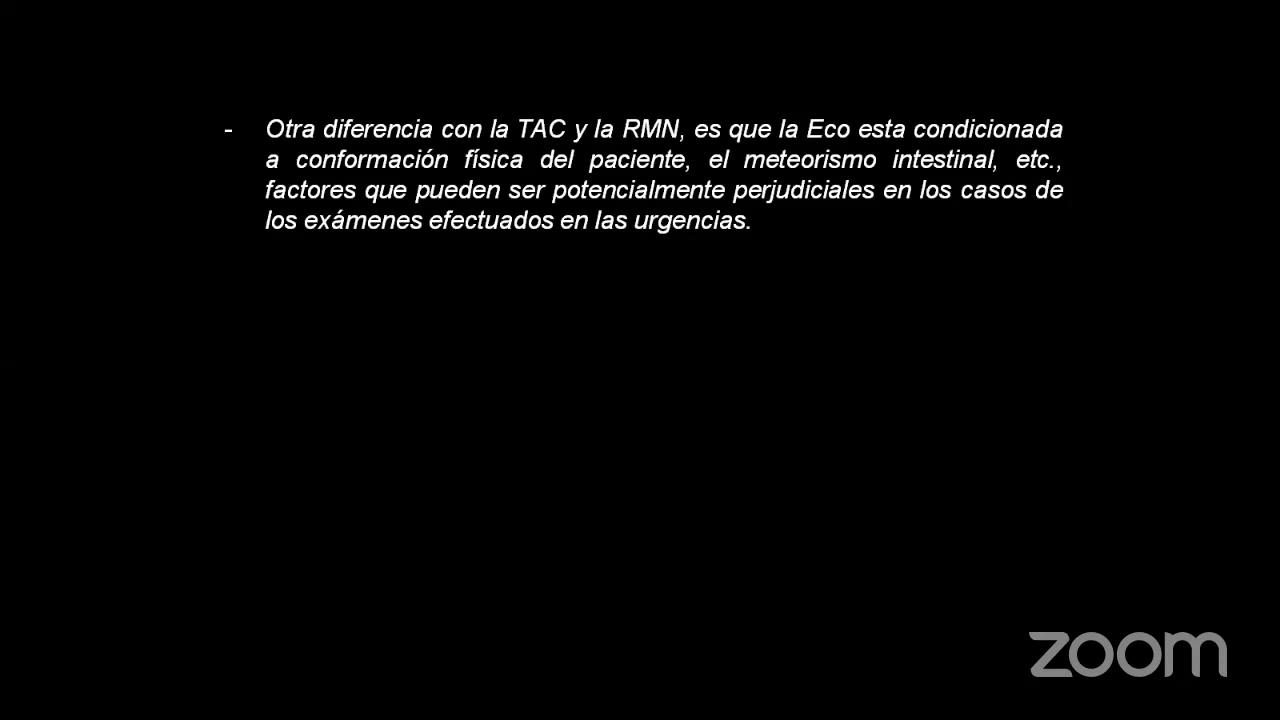 - Otra diferencia con la TAC y la RMN, es que la Eco esta condicionada
a conformación física del paciente, el meteorismo intestinal, etc.,
factores que pueden ser potencialmente perjudiciales en los casos de
los exámenes efectuados en las urgencias.
zoom